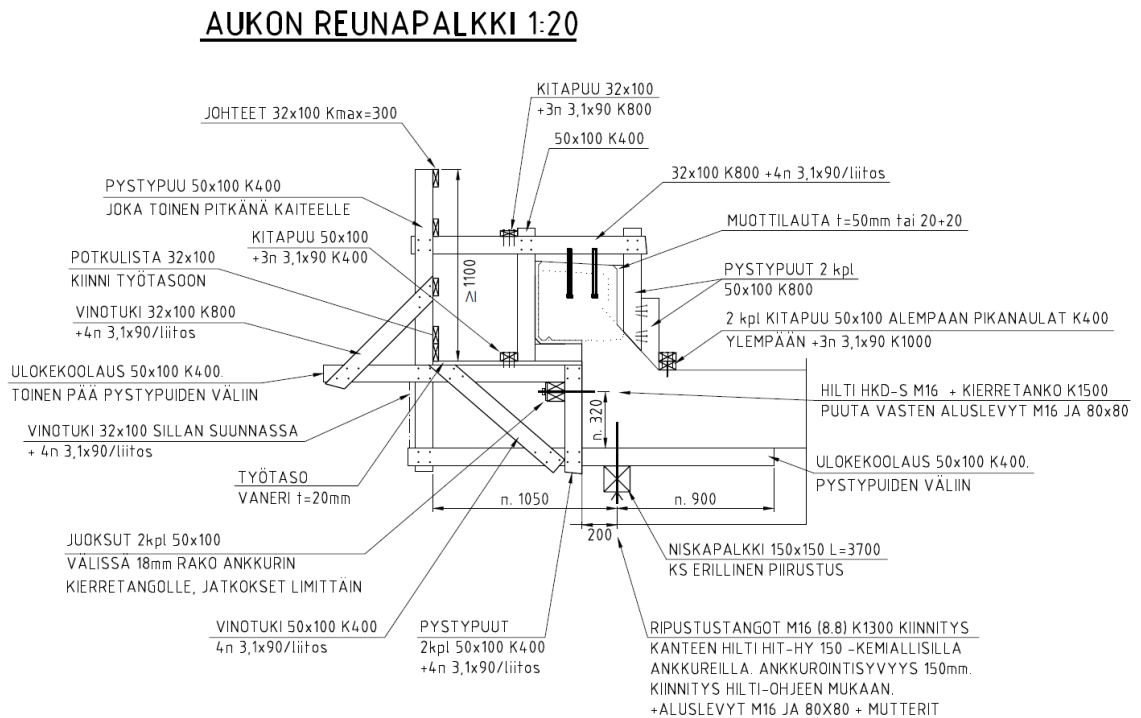 AUKON REUNAPALKKI 1:20
KITAPUU 32x100
+3n 3,1x90 K800
JOHTEET 32x100 Kmax=300
50x100 K400
PYSTYPUU 50x100 K400
JOKA TOINEN PITKÄNÄ KAITEELLE
32x100 K800 +4n 3,1x90/liitos
MUOTTILAUTA t=50mm tai 20+20
KITAPUU 50x100
+3n 3,1x90 K400
POTKULISTA 32x100
KIINNI TYÖTASOON
PYSTYPUUT 2 kpl
50x100 K800
≥1100
VINOTUKI 32x100 K800
+4n 3,1x90/liitos
2 kpl KITAPUU 50x100 ALEMPAAN PIKANAULAT K400
YLEMPÄÄN +3n 3,1x90 K1000
ULOKEKOOLAUS 50x100 K400.
TOINEN PÄÄ PYSTYPUIDEN VÄLIIN
HILTI HKD-S M16 + KIERRETANKO K1500
PUUTA VASTEN ALUSLEVYT M16 JA 80x80
n. 320
VINOTUKI 32x100 SILLAN SUUNNASSA
+ 4n 3,1x90/liitos
ULOKEKOOLAUS 50x100 K400.
PYSTYPUIDEN VÄLIIN
TYÖTASO
VANERI t=20mm
n. 1050
n. 900
200
JUOKSUT 2kpl 50x100
VÄLISSÄ 18mm RAKO ANKKURIN
KIERRETANGOLLE, JATKOKSET LIMITTÄIN
NISKAPALKKI 150x150 L=3700
KS ERILLINEN PIIRUSTUS
VINOTUKI 50x100 K400
4n 3,1x90/liitos
PYSTYPUUT
2kpl 50x100 K400
+4n 3,1x90/liitos
RIPUSTUSTANGOT M16 (8.8) K1300 KIINNITYS
KANTEEN HILTI HIT-HY 150 -KEMIALLISILLA
ANKKUREILLA. ANKKUROINTISYVYYS 150mm.
KIINNITYS HILTI-OHJEEN MUKAAN.
+ALUSLEVYT M16 JA 80X80 + MUTTERIT